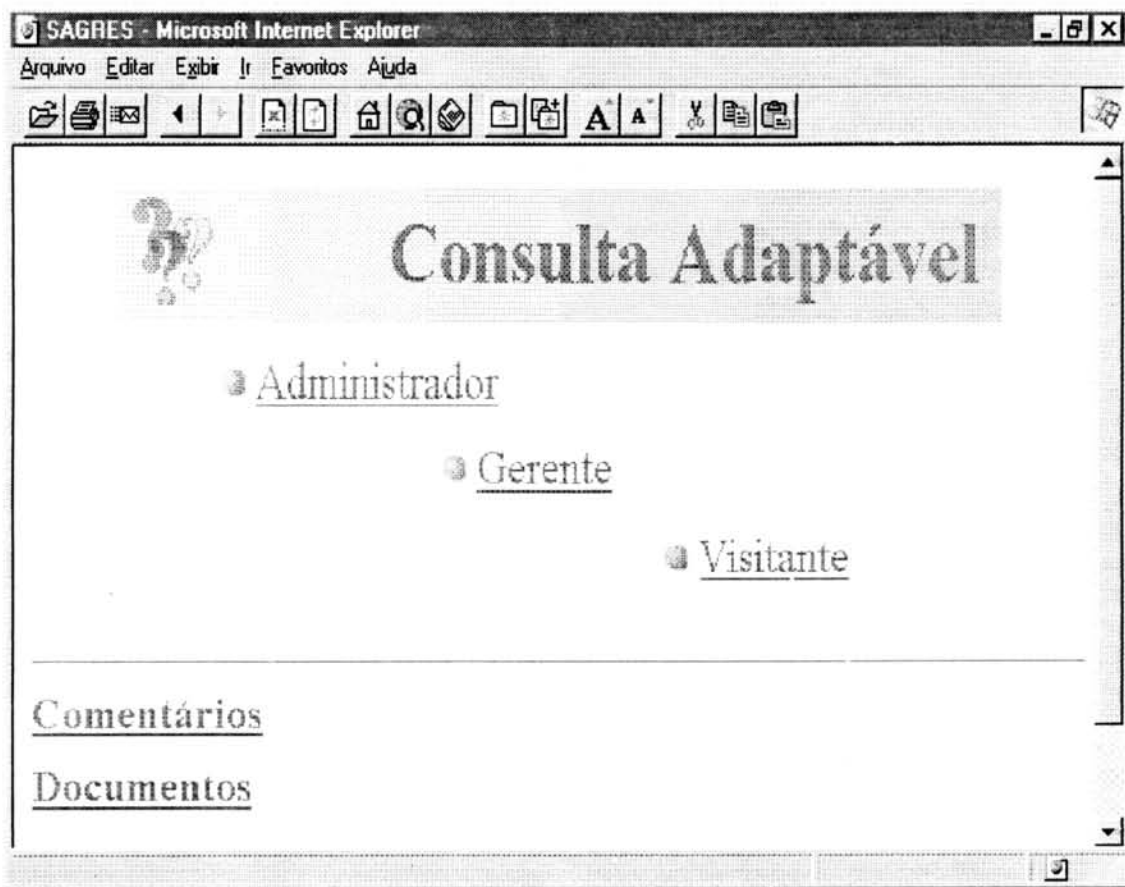 SAGRES - Microsoft Internet Explorer
Arquivo Editar Exibir Ir Favoritos Ajuda
Consulta Adaptável
Administrador
Gerente
Visitante
Comentários
Documentos